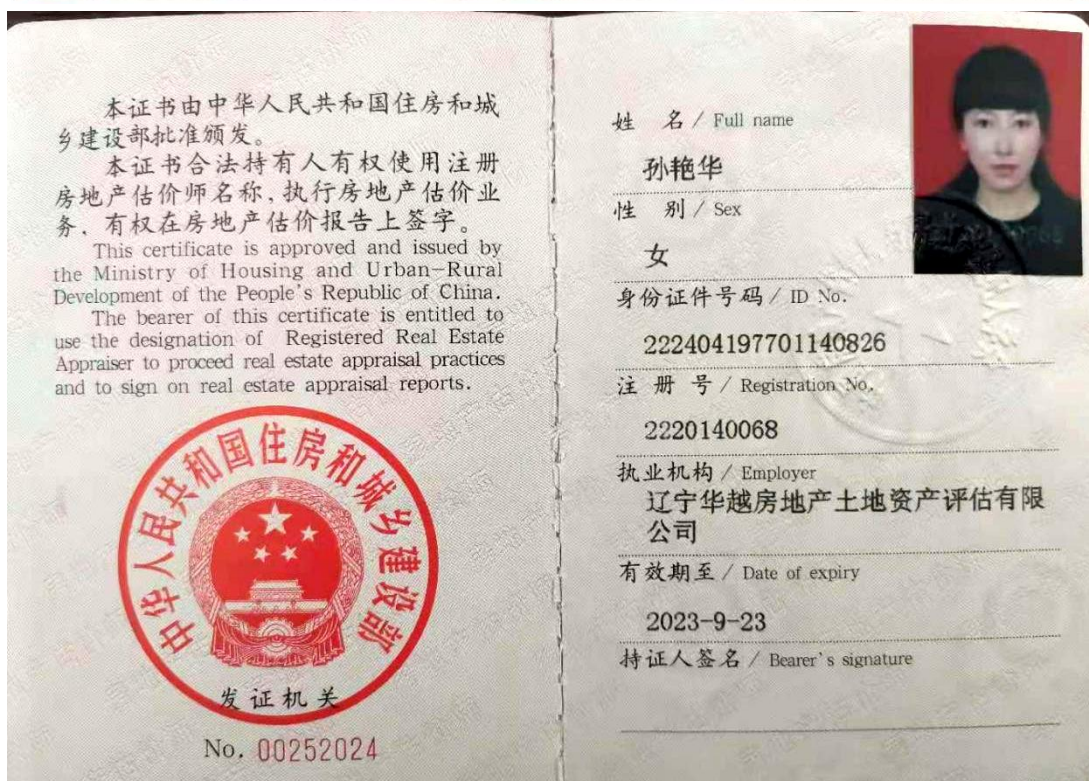 本证书由中华人民共和国住房和城
乡建设部批准颁发。
本证书合法持有人有权使用注册
房地产估价师名称，执行房地产估价业
务，有权在房地产估价报告上签字。
This certificate is approved and issued by
the Ministry of Housing and Urban-Rural
Development of the People's Republic of China.
The bearer of this certificate is entitled to
use the designation of Registered Real Estate
Appraiser to proceed real estate appraisal practices
and to sign on real estate appraisal reports.
中华人民共和国住房和城乡建设部
发证机关
No. 00252024
姓 名 / Full name
孙艳华
性 别 / Sex
女
身份证件号码 / ID No.
222404197701140826
注 册 号 / Registration No.
2220140068
执业机构 / Employer
辽宁华越房地产土地资产评估有限
公司
有效期至 / Date of expiry
2023-9-23
持证人签名 / Bearer's signature